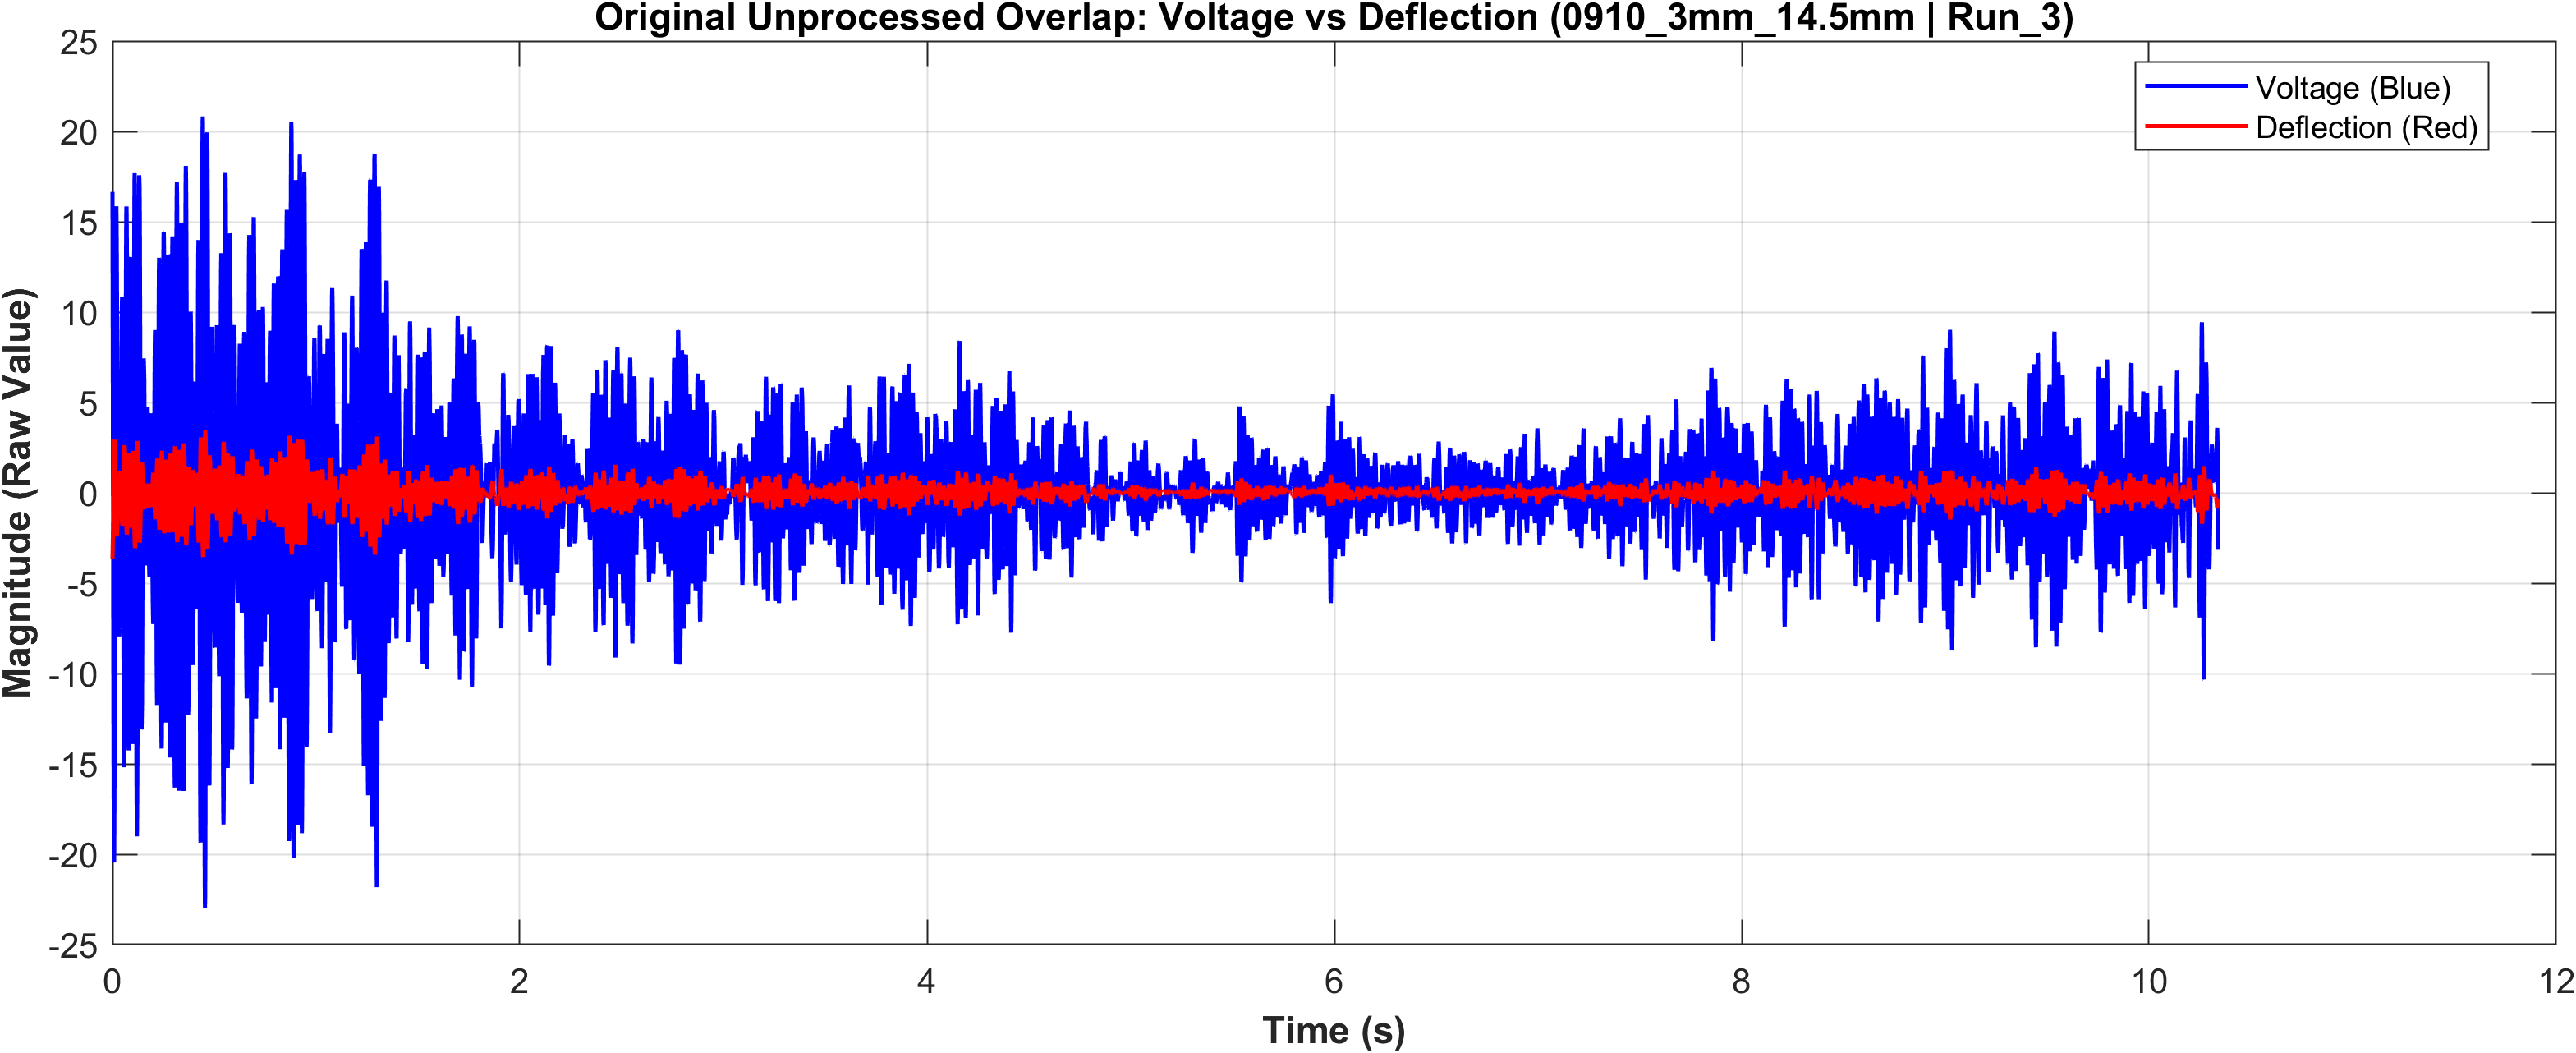 Original Unprocessed Overlap: Voltage vs Deflection (0910_3mm_14.5mm | Run_3)
Voltage (Blue)
Deflection (Red)
Magnitude (Raw Value)
25
20
15
10
5
0
-5
-10
-15
-20
-25
0 2 4 6 8 10 12
Time (s)